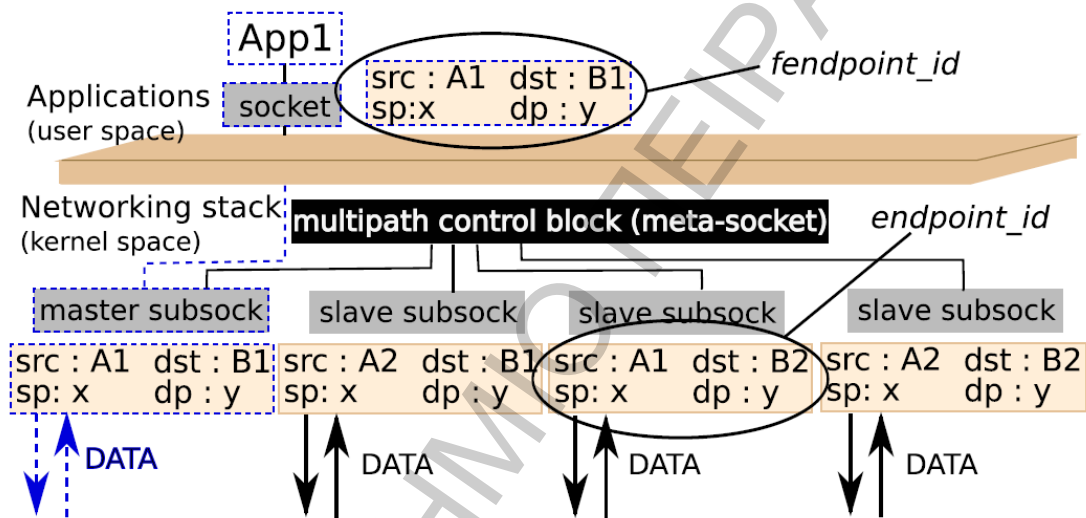 App1
socket
src : A1 dst : B1
sp:x dp : y
fendpoint_id
Applications
(user space)
Networking stack
(kernel space)
multipath control block (meta-socket)
endpoint_id
master subsock
slave subsock
slave subsock
slave subsock
src : A1 dst : B1
sp: x dp : y
src : A2 dst : B1
sp: x dp : y
src : A1 dst : B2
sp: x dp : y
src : A2 dst : B2
sp: x dp : y
DATA
DATA
DATA
DATA